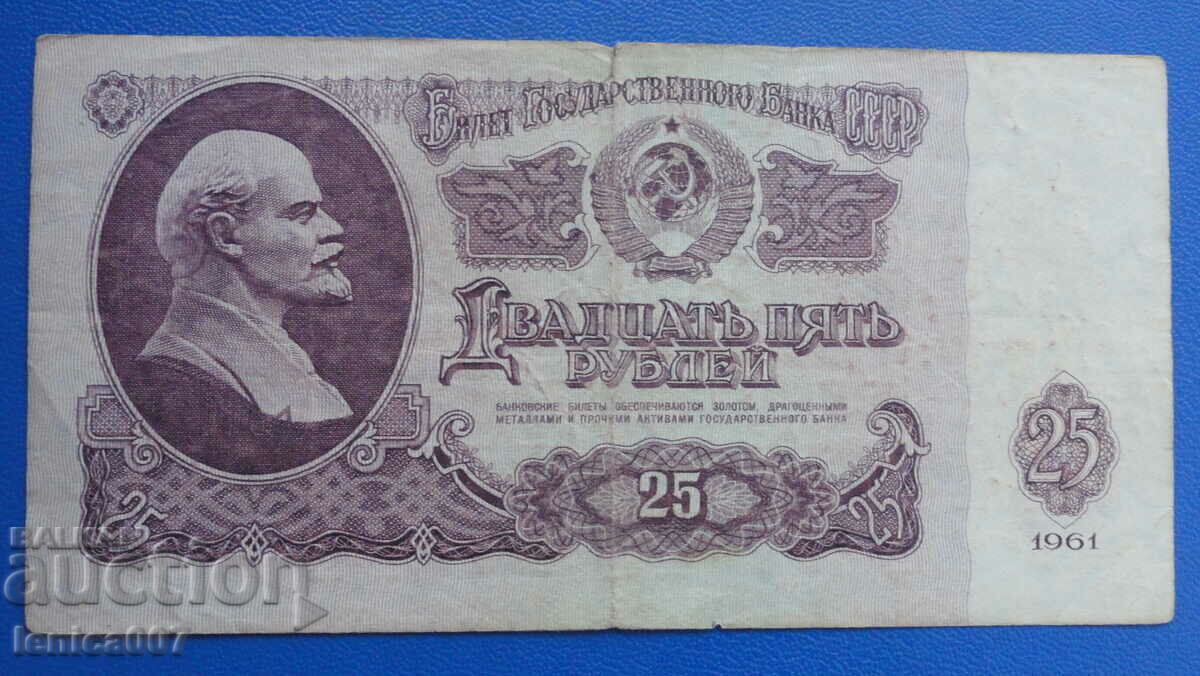 Билет Государственного Банка СССР
Двадцать пять
рублей
БАНКОВСКИЕ БИЛЕТЫ ОБЕСПЕЧИВАЮТСЯ ЗОЛОТОМ, ДРАГОЦЕННЫМИ
МЕТАЛЛАМИ И ПРОЧИМИ АКТИВАМИ ГОСУДАРСТВЕННОГО БАНКА
25
25
25
25
1961
auction
lenica007